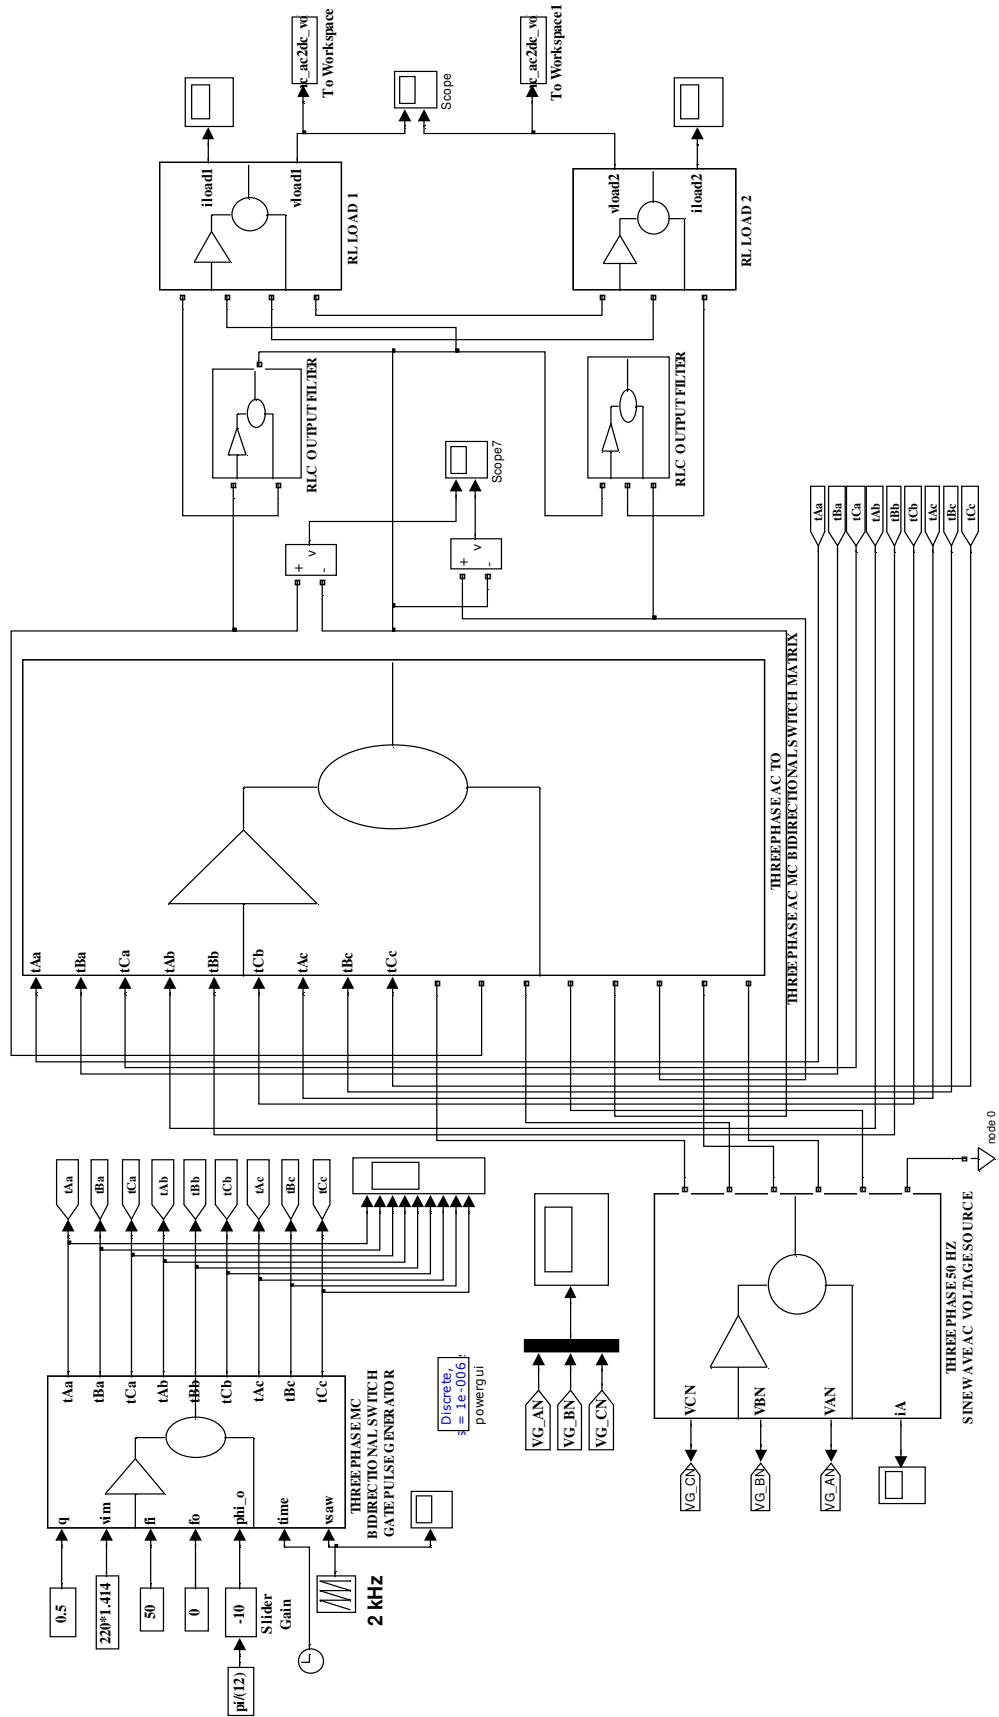 0.5
220*1.414
50
0
-10
pi/(12)
Slider
Gain
2 kHz
q
vim
fi
fo
phi_o
time
vsaw
tAa
tBa
tCa
tAb
tBb
tCb
tAc
tBc
tCc
THREE PHASE MC
BIDIRECTIONAL SWITCH
GATE PULSE GENERATOR
tAa
tBa
tCa
tAb
tBb
tCb
tAc
tBc
tCc
Discrete,
s = 1e-006
powergui
VG_AN
VG_BN
VG_CN
VG_CN
VG_BN
VG_AN
VCN
VBN
VAN
iA
THREE PHASE 50 HZ
SINEWAVE AC VOLTAGE SOURCE
node 0
tAa
tBa
tCa
tAb
tBb
tCb
tAc
tBc
tCc
THREE PHASE AC TO
THREE PHASE AC MC BIDIRECTIONAL SWITCH MATRIX
tAa
tBa
tCa
tAb
tBb
tCb
tAc
tBc
tCc
+
-
v
+
-
v
Scope7
RLC OUTPUT FILTER
RLC OUTPUT FILTER
iload1
vload1
RL LOAD 1
vload2
iload2
RL LOAD 2
Scope
c_ac2dc_vo
To Workspace
c_ac2dc_vo
To Workspace1